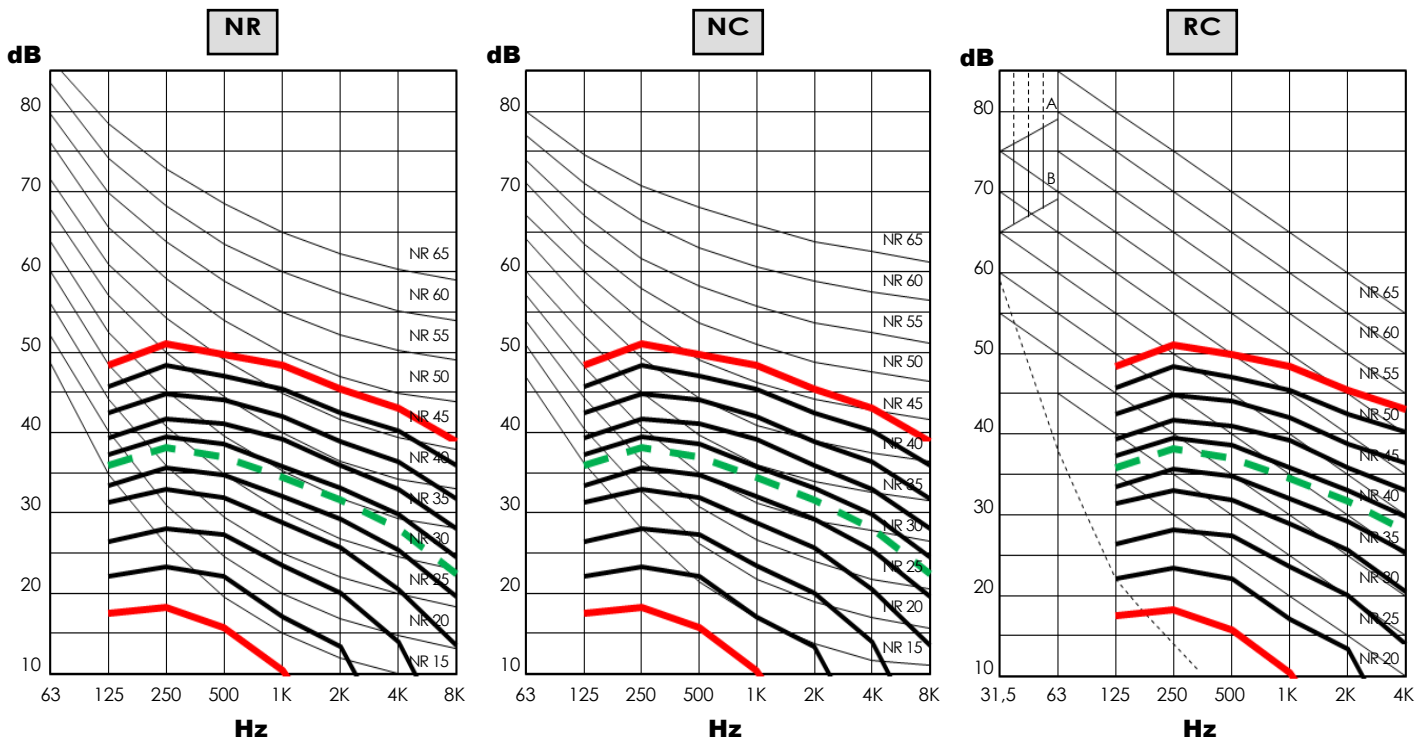 NR
dB
80
70
60
50
40
30
20
10
NR 65
NR 60
NR 55
NR 50
NR 45
NR 40
NR 35
NR 30
NR 25
NR 20
NR 15
63 125 250 500 1K 2K 4K 8K
Hz
NC
dB
80
70
60
50
40
30
20
10
NR 65
NR 60
NR 55
NR 50
NR 45
NR 40
NR 35
NR 30
NR 25
NR 20
NR 15
63 125 250 500 1K 2K 4K 8K
Hz
RC
dB
80
70
60
50
40
30
20
10
A
B
NR 65
NR 60
NR 55
NR 50
NR 45
NR 40
NR 35
NR 30
NR 25
NR 20
31,5 63 125 250 500 1K 2K 4K
Hz